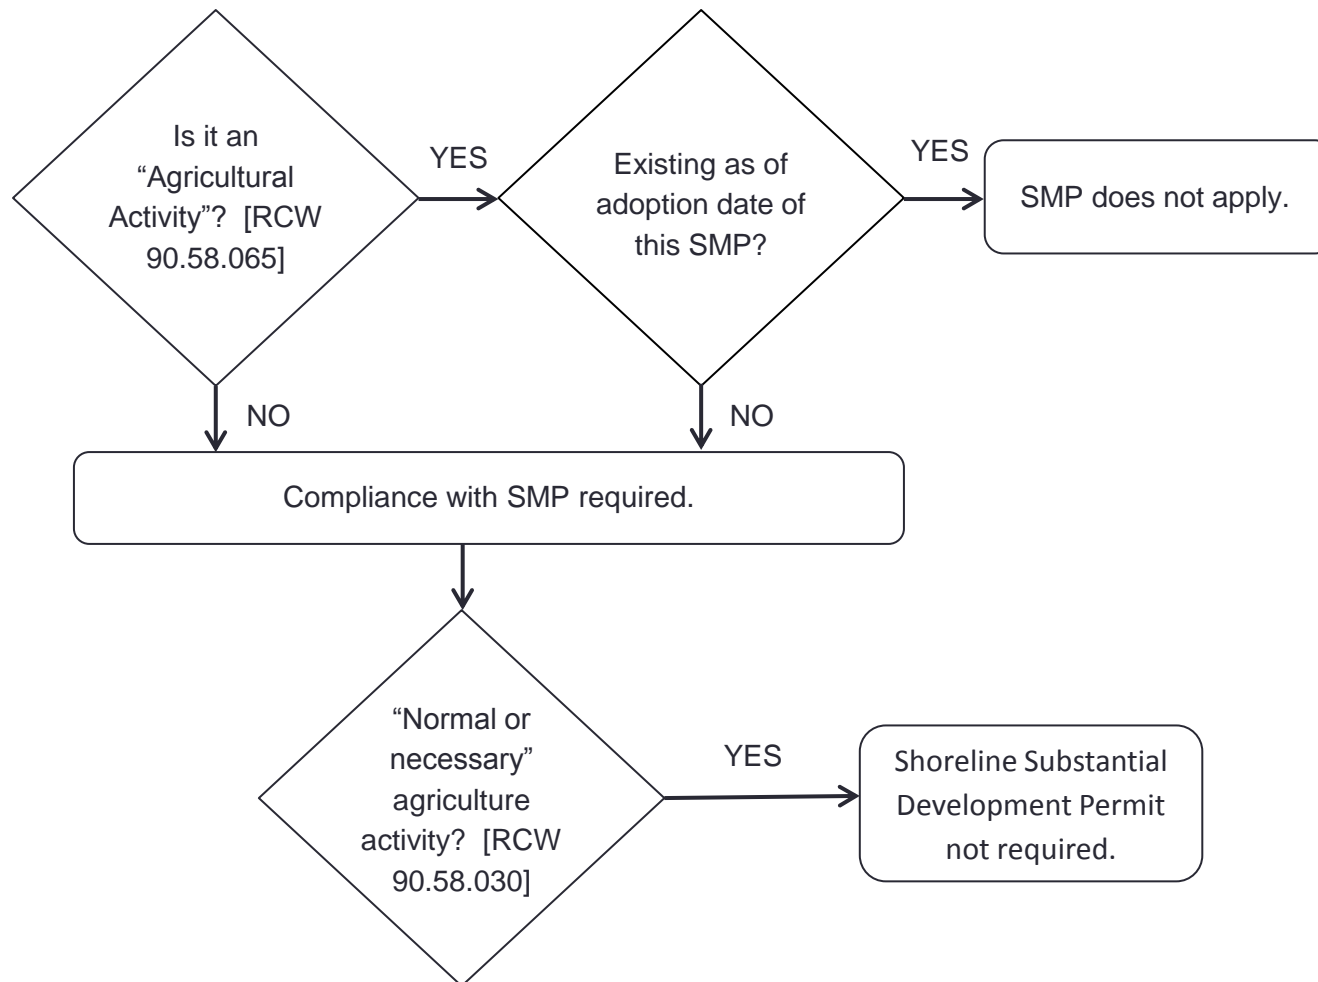 Is it an
“Agricultural
Activity”?  [RCW
90.58.065]
YES
Existing as of
adoption date of
this SMP?
YES
SMP does not apply.
NO
NO
Compliance with SMP required.
“Normal or
necessary”
agriculture
activity?  [RCW
90.58.030]
YES
Shoreline Substantial
Development Permit
not required.